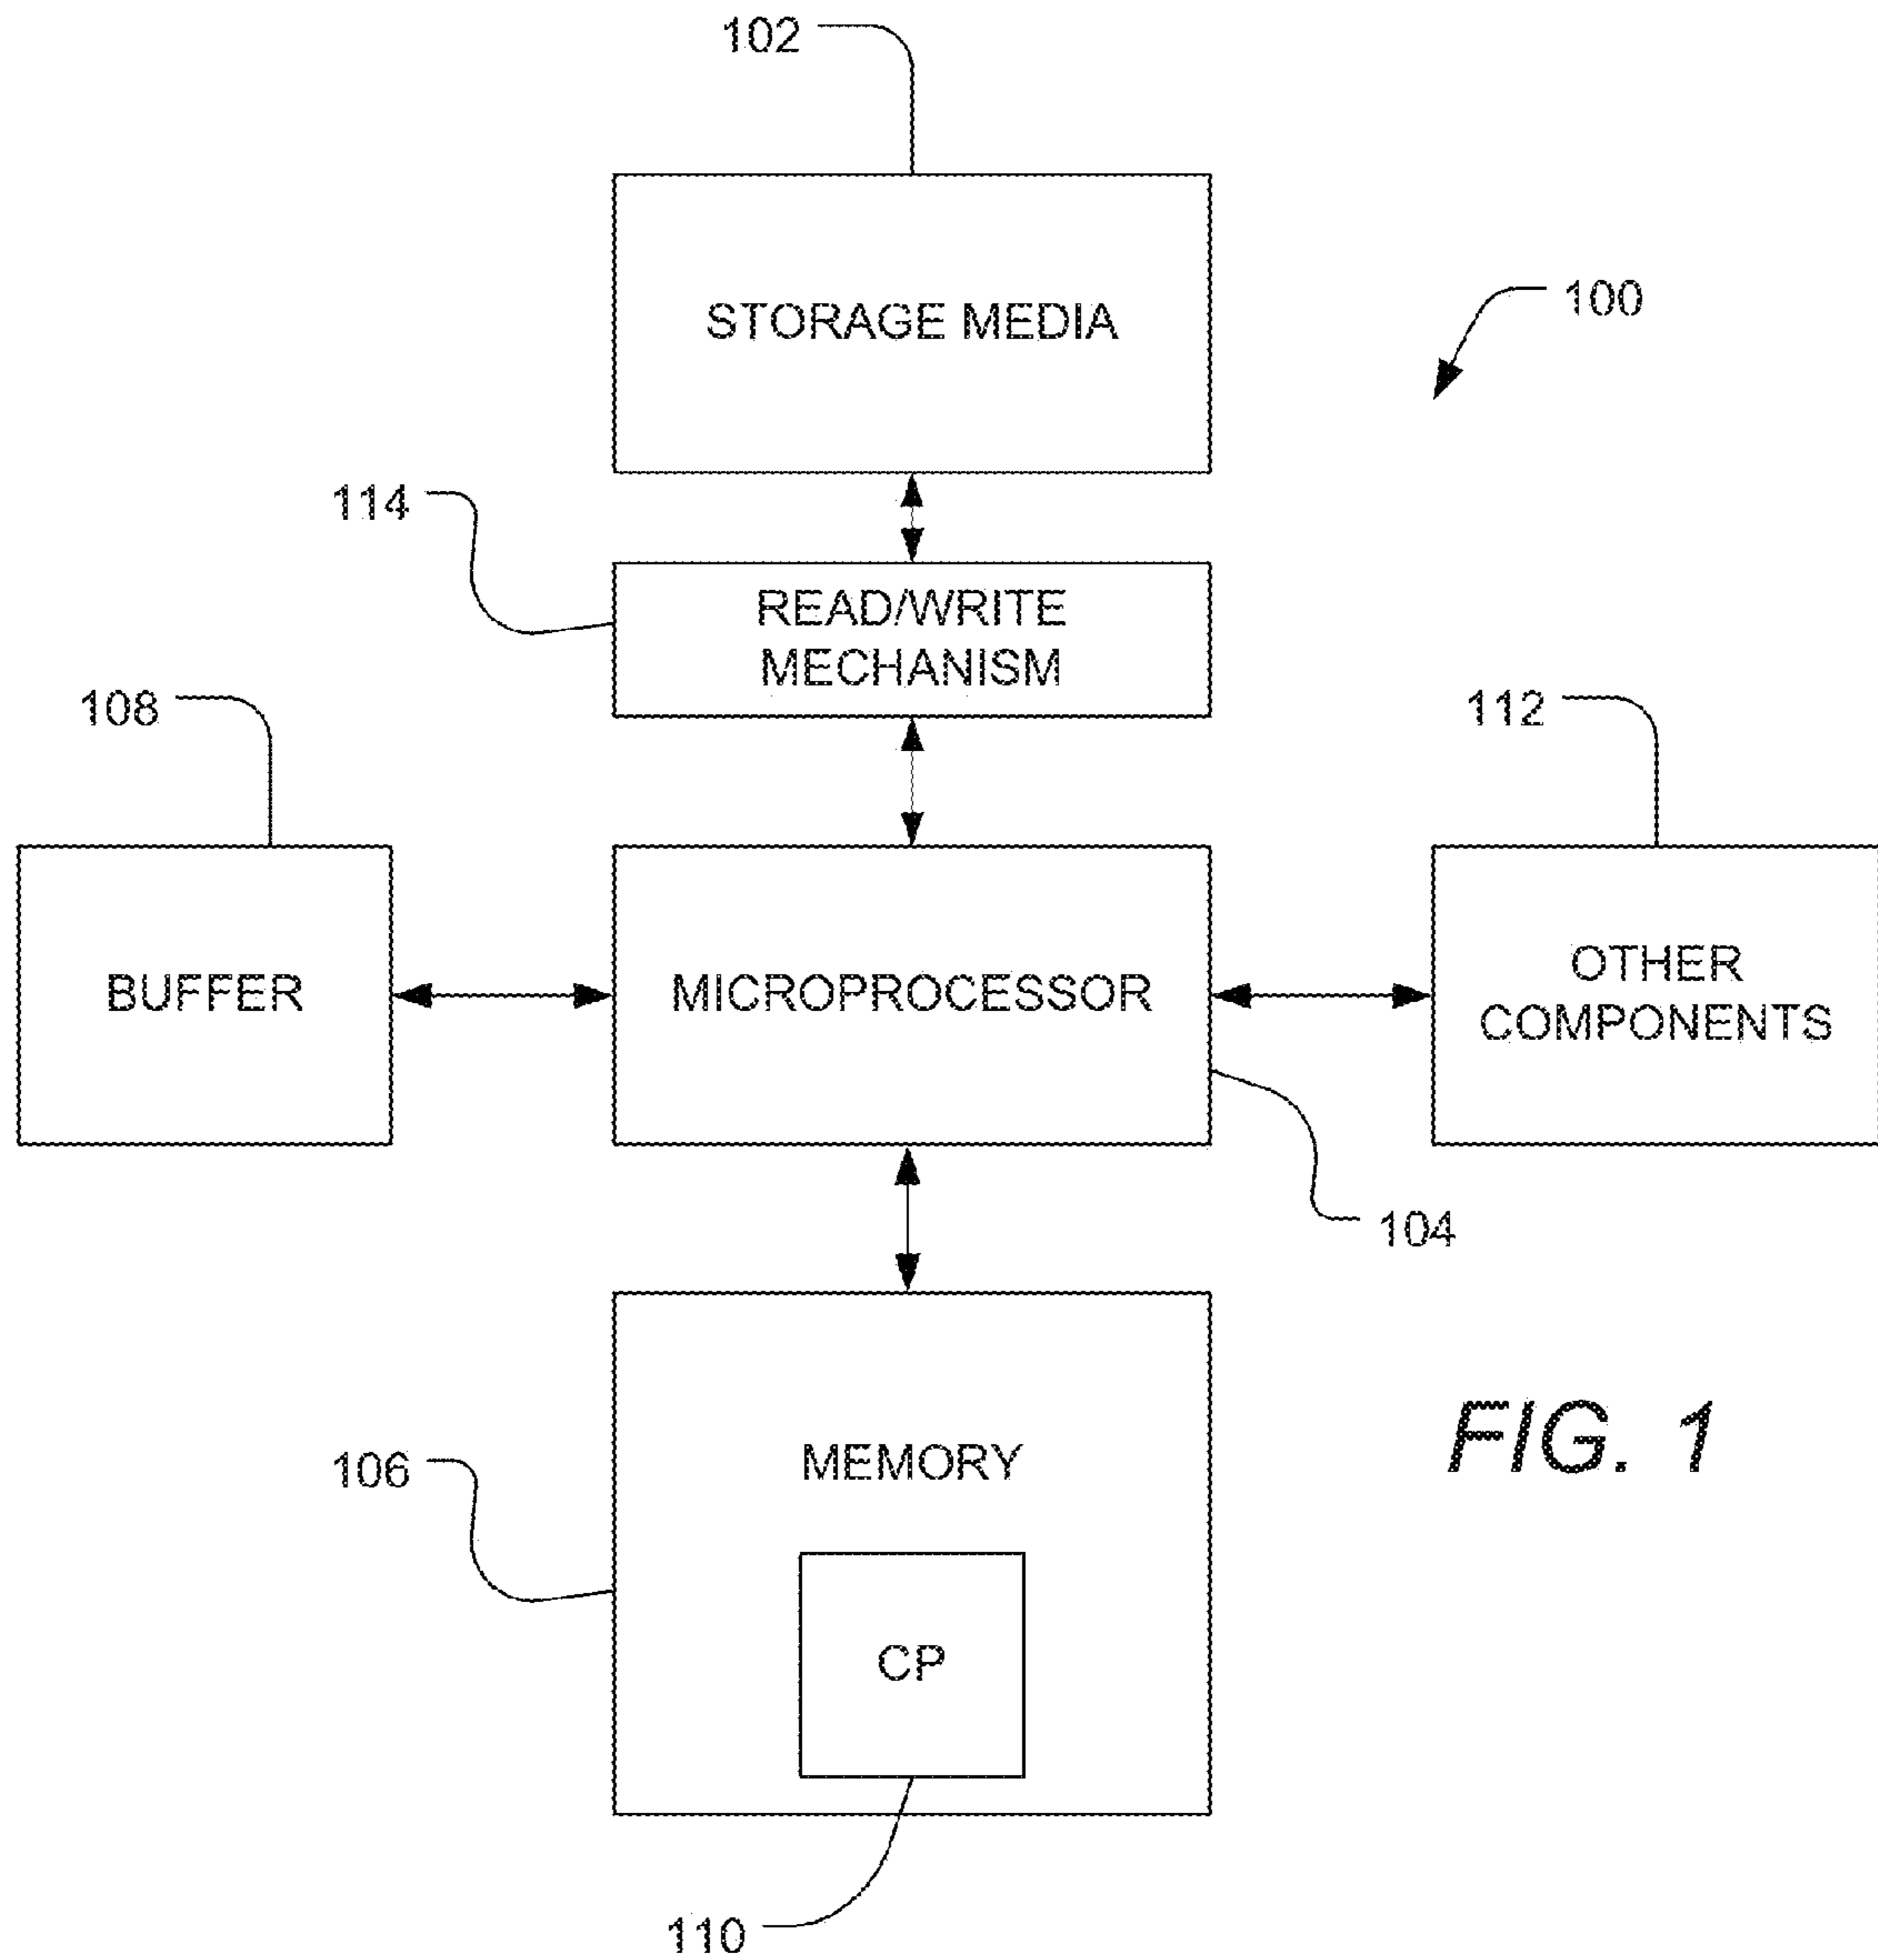 102
STORAGE MEDIA
100
114
READ/WRITE
MECHANISM
108
112
BUFFER
MICROPROCESSOR
OTHER
COMPONENTS
104
MEMORY
106
FIG. 1
CP
110